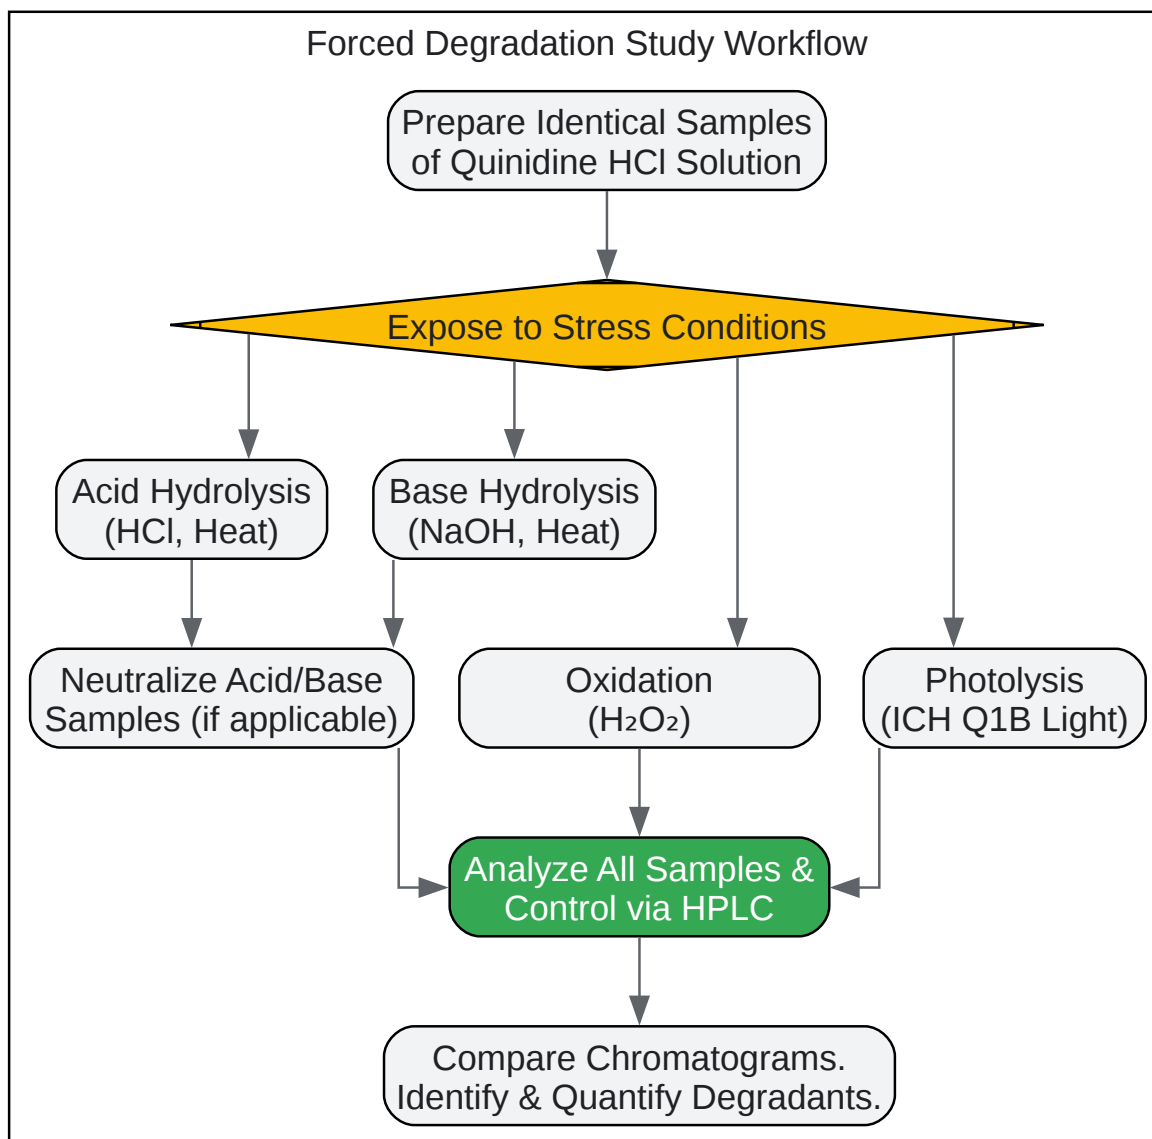 Forced Degradation Study Workflow
Prepare Identical Samples
of Quinidine HCl Solution
Expose to Stress Conditions
Acid Hydrolysis
(HCl, Heat)
Base Hydrolysis
(NaOH, Heat)
Neutralize Acid/Base
Samples (if applicable)
Oxidation
(H₂O₂)
Photolysis
(ICH Q1B Light)
Analyze All Samples &
Control via HPLC
Compare Chromatograms.
Identify & Quantify Degradants.